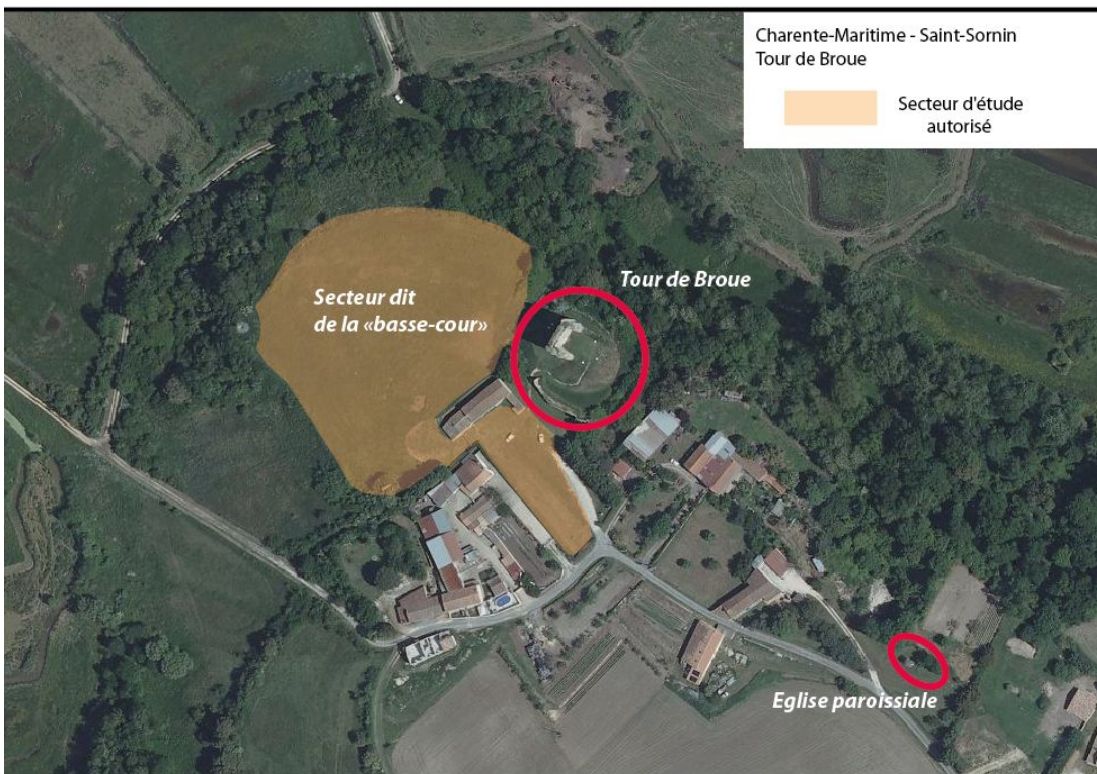 Charente-Maritime - Saint-Sornin
Tour de Broue
Secteur d'étude
autorisé
Tour de Broue
Secteur dit
de la «basse-cour»
Eglise paroissiale